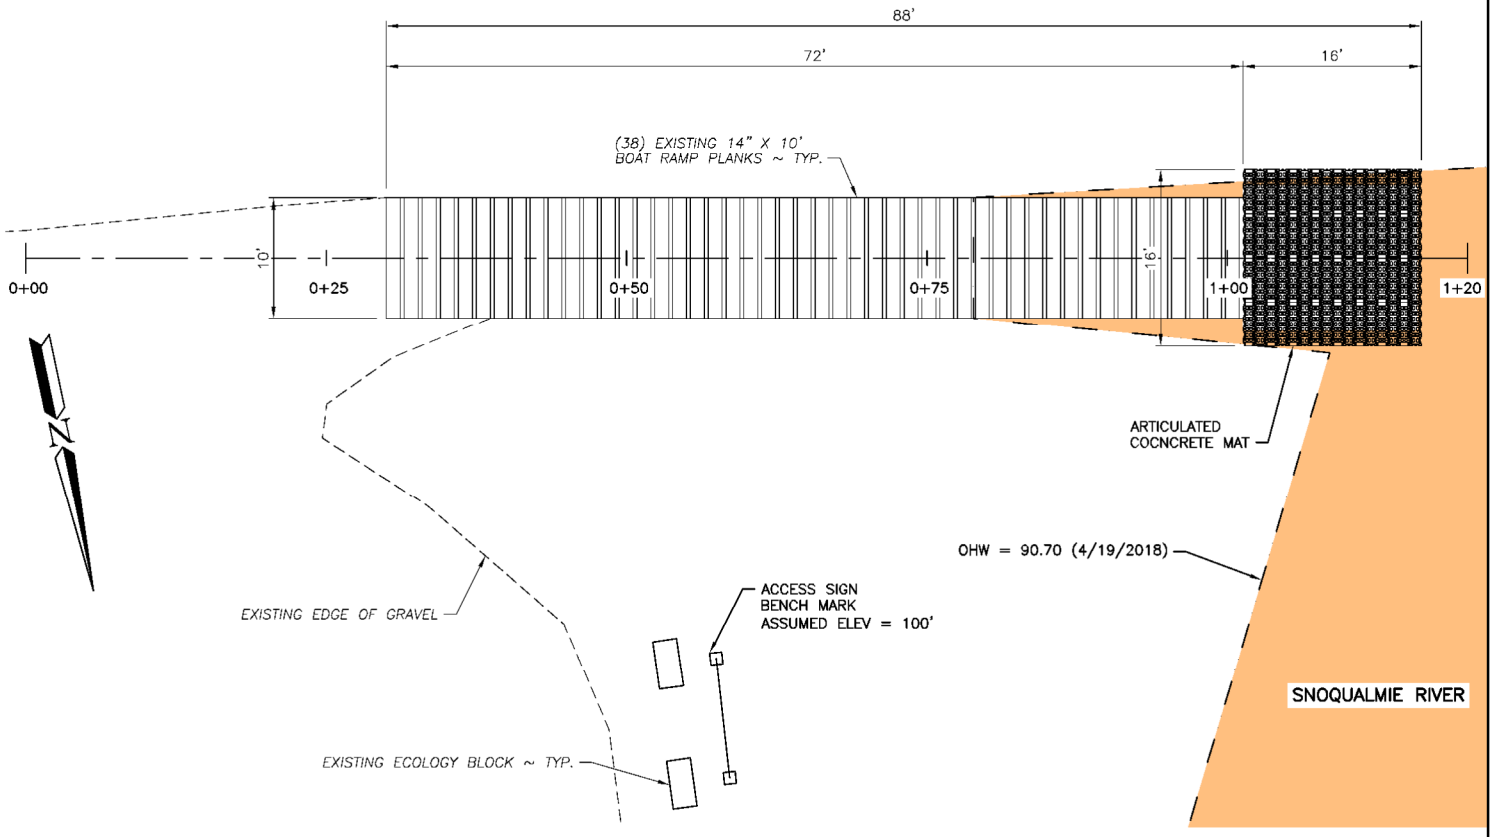 88'
72'
16'
(38) EXISTING 14" X 10'
BOAT RAMP PLANKS ~ TYP.
10'
16'
0+00
0+25
0+50
0+75
1+00
1+20
N
ARTICULATED
COCNCRETE MAT
OHW = 90.70 (4/19/2018)
ACCESS SIGN
BENCH MARK
ASSUMED ELEV = 100'
EXISTING EDGE OF GRAVEL
SNOQUALMIE RIVER
EXISTING ECOLOGY BLOCK ~ TYP.